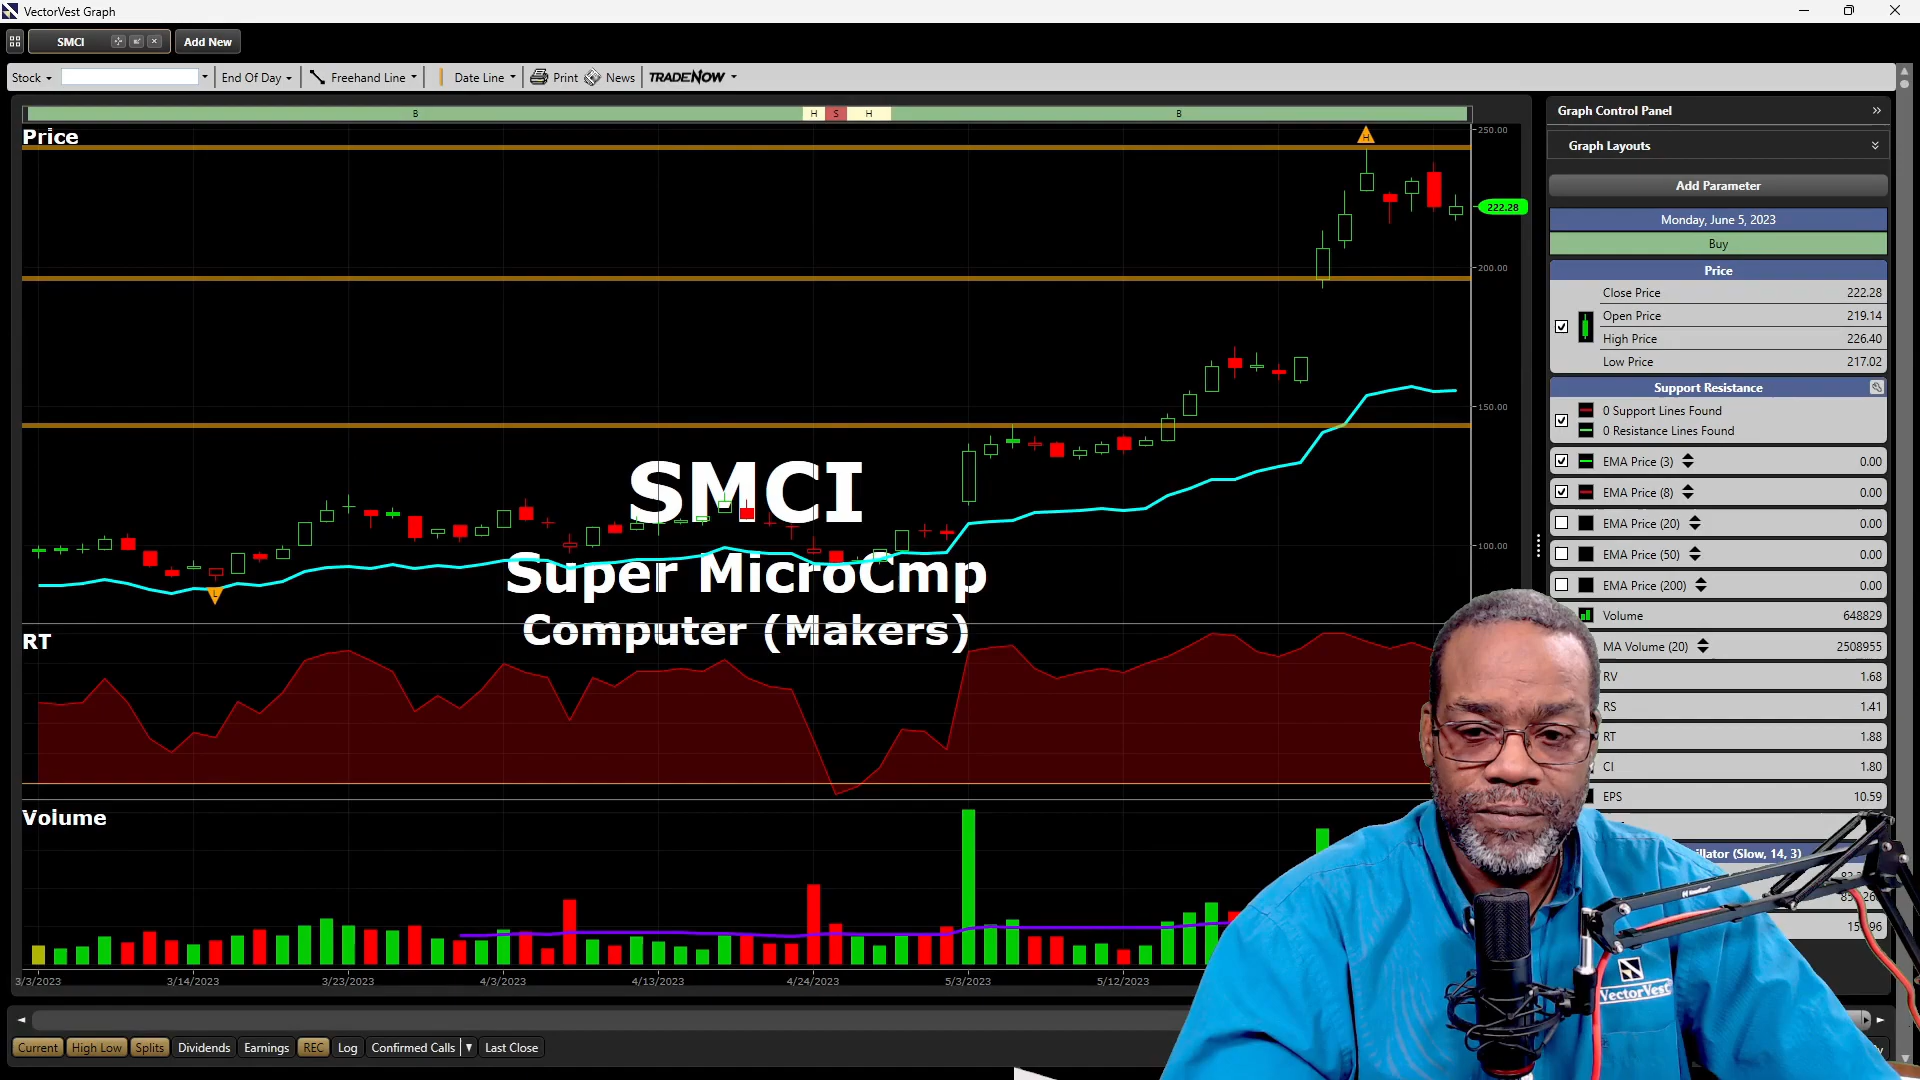 VectorVest Graph
SMCI
Add New
Stock
End Of Day
Freehand Line
Date Line
Print
News
TRADENOW
B H S H B
Price
H
250.00
222.28
200.00
150.00
100.00
L
SMCI
Super MicroCmp
Computer (Makers)
RT
Volume
3/3/2023 3/14/2023 3/23/2023 4/3/2023 4/13/2023 4/24/2023 5/3/2023 5/12/2023
Current
High Low
Splits
Dividends
Earnings
REC
Log
Confirmed Calls
Last Close
Graph Control Panel
Graph Layouts
Add Parameter
Monday, June 5, 2023
Buy
Price
Close Price 222.28
Open Price 219.14
High Price 226.40
Low Price 217.02
Support Resistance
0 Support Lines Found
0 Resistance Lines Found
EMA Price (3) 0.00
EMA Price (8) 0.00
EMA Price (20) 0.00
EMA Price (50) 0.00
EMA Price (200) 0.00
Volume 648829
MA Volume (20) 2508955
RV 1.68
RS 1.41
RT 1.88
CI 1.80
EPS 10.59
(Slow, 14, 3)
VectorVest